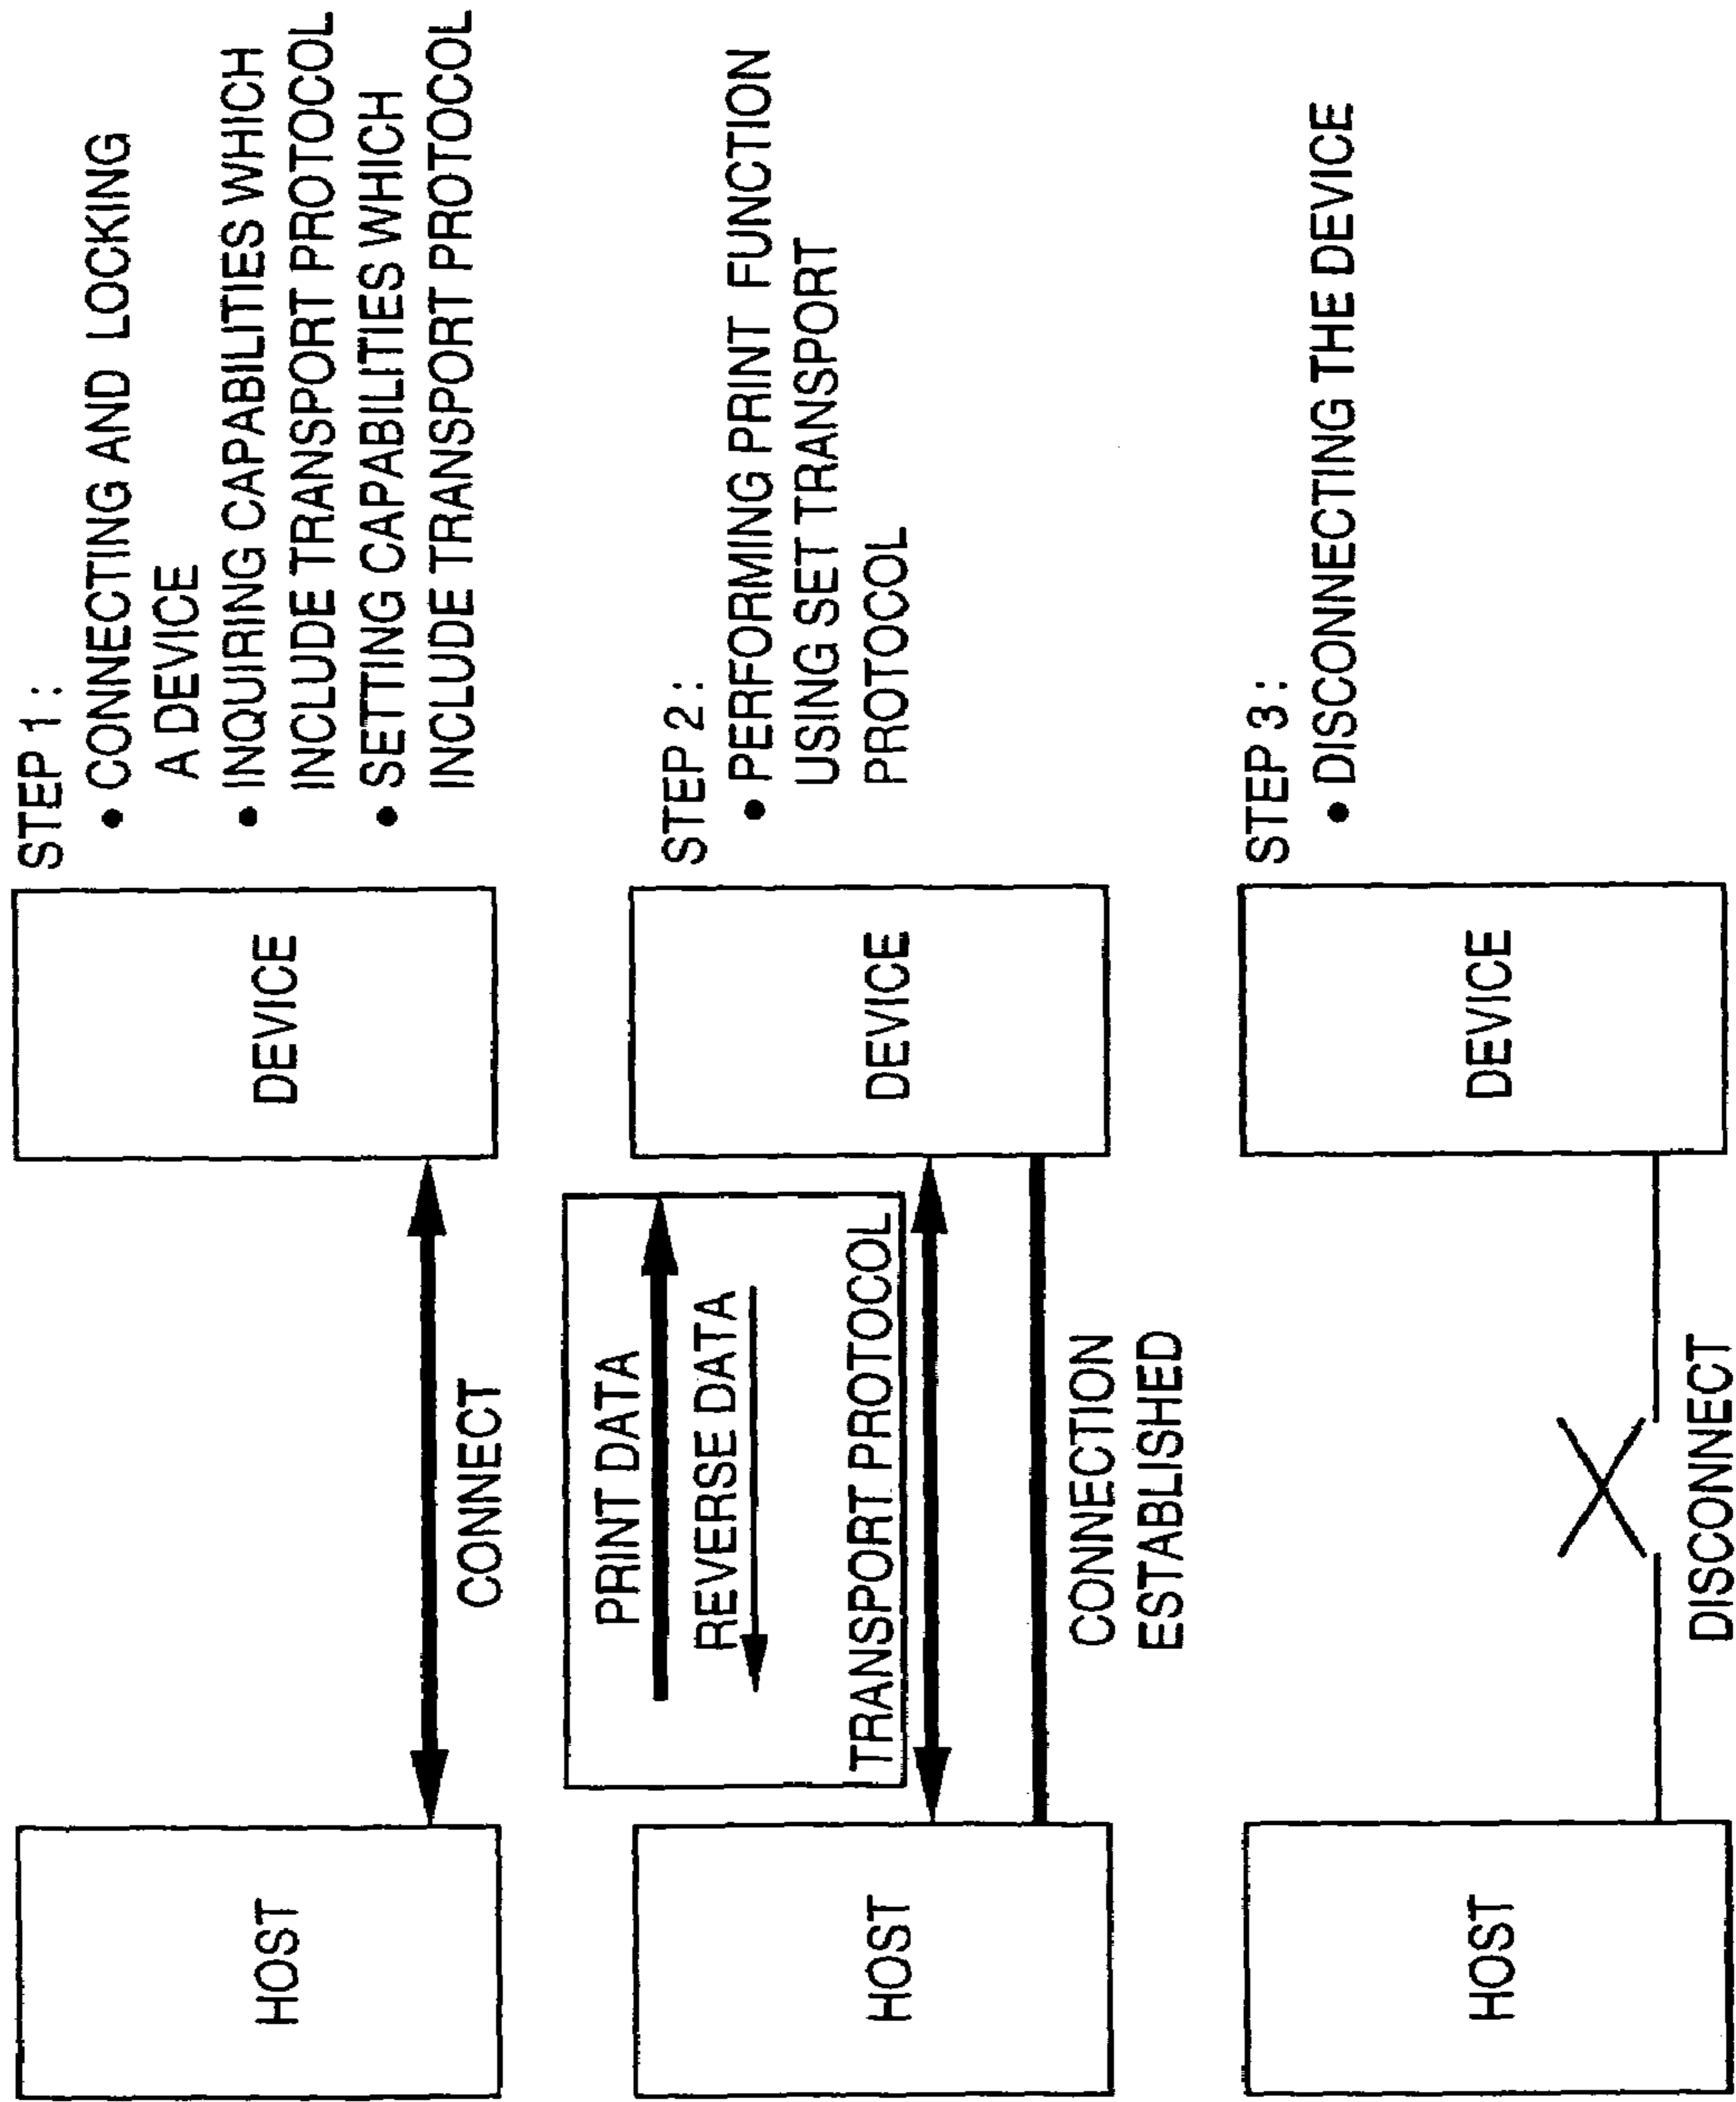 HOST
CONNECT
DEVICE
STEP 1 :
• CONNECTING AND LOCKING
A DEVICE
• INQUIRING CAPABILITIES WHICH
INCLUDE TRANSPORT PROTOCOL
• SETTING CAPABILITIES WHICH
INCLUDE TRANSPORT PROTOCOL
HOST
PRINT DATA
REVERSE DATA
TRANSPORT PROTOCOL
CONNECTION
ESTABLISHED
DEVICE
STEP 2 :
• PERFORMING PRINT FUNCTION
USING SET TRANSPORT
PROTOCOL
HOST
DISCONNECT
DEVICE
STEP 3 :
• DISCONNECTING THE DEVICE